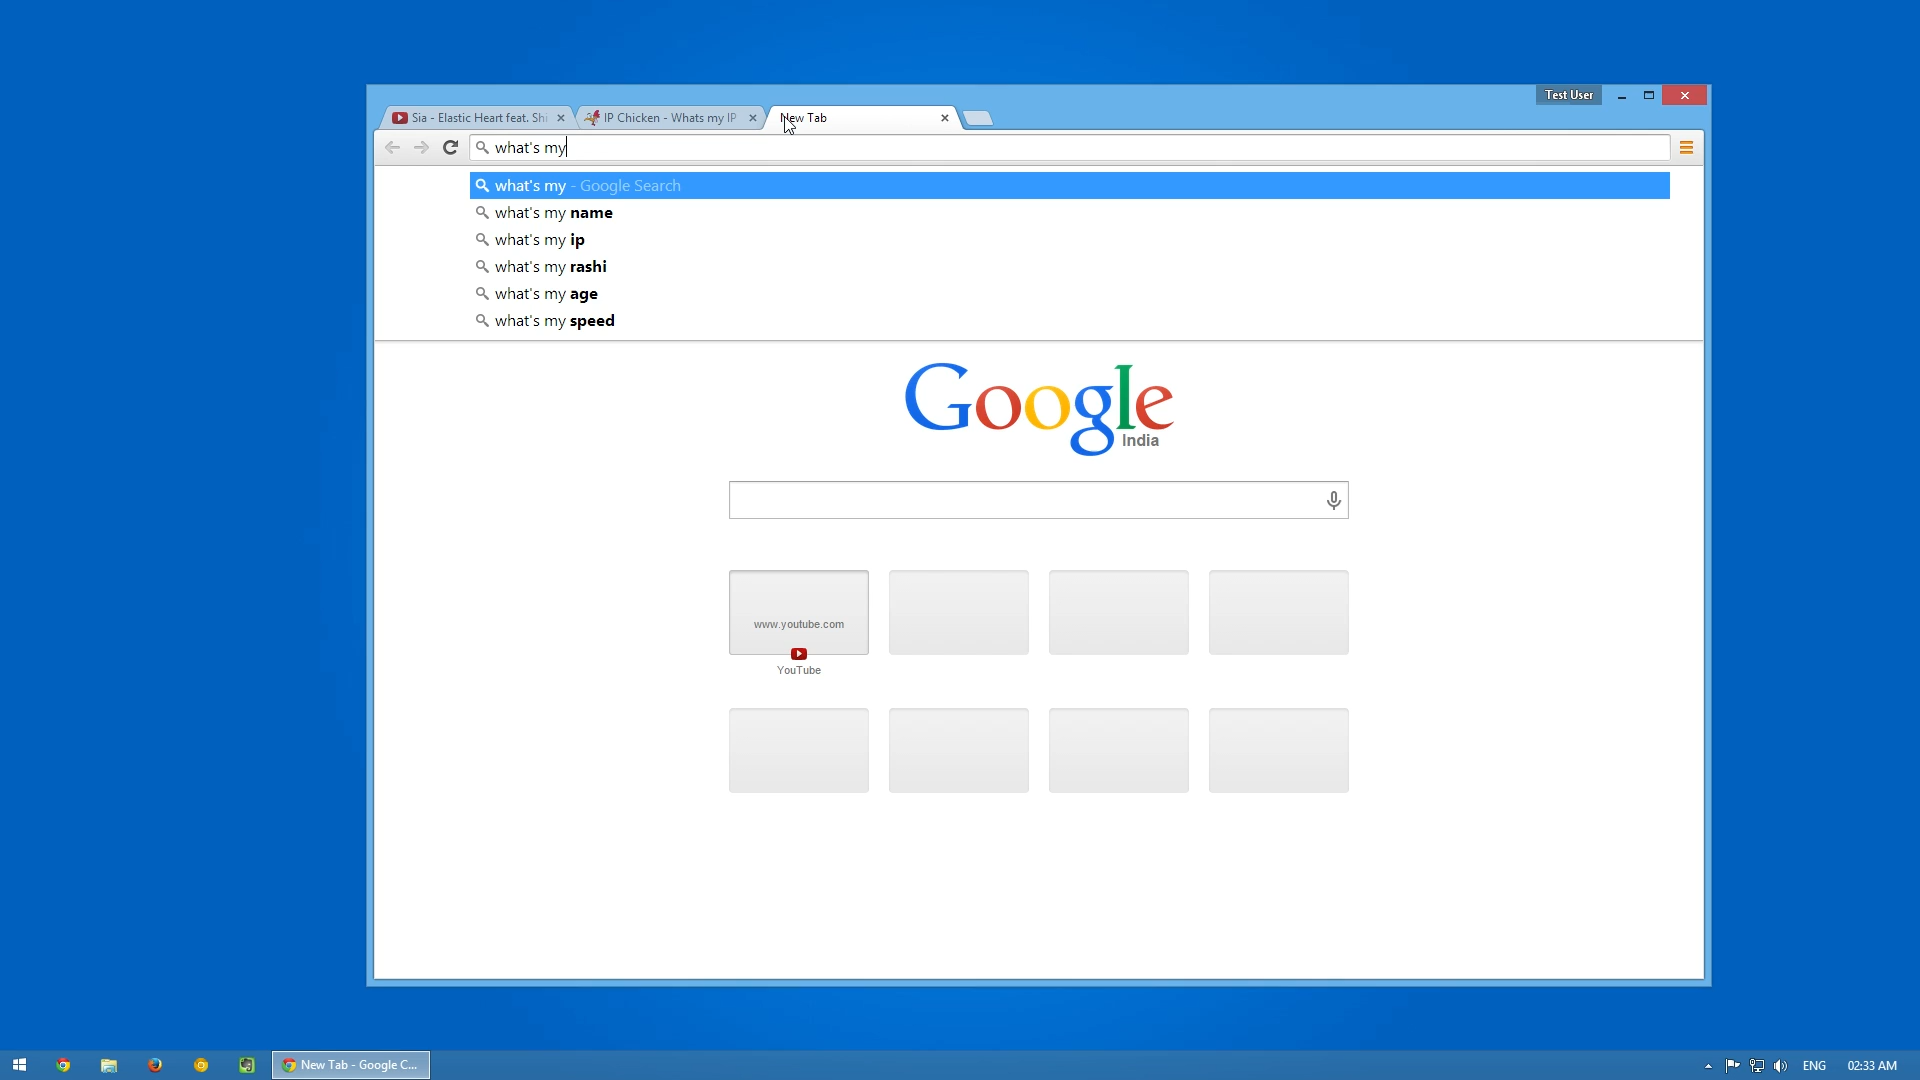 Test User
Sia - Elastic Heart feat. Shi
IP Chicken - Whats my IP
New Tab
what's my
what's my - Google Search
what's my name
what's my ip
what's my rashi
what's my age
what's my speed
Google
India
www.youtube.com
YouTube
New Tab - Google C...
ENG
02:33 AM